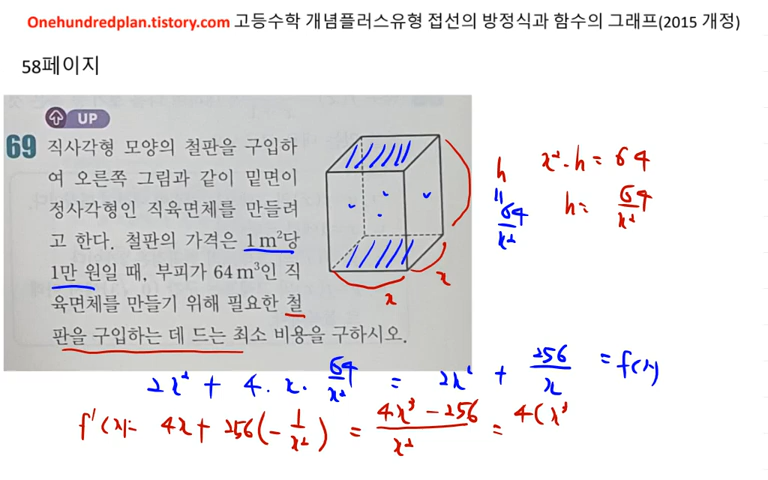 Onehundredplan.tistory.com 고등수학 개념플러스유형 접선의 방정식과 함수의 그래프(2015 개정)
58페이지
UP
69 직사각형 모양의 철판을 구입하
여 오른쪽 그림과 같이 밑면이
정사각형인 직육면체를 만들려
고 한다. 철판의 가격은 1 m²당
1만 원일 때, 부피가 64 m³인 직
육면체를 만들기 위해 필요한 철
판을 구입하는 데 드는 최소 비용을 구하시오.
x
x
h = 64/x²
x²·h = 64
h = 64/x²
2x² + 4·x·64/x² = 2x² + 256/x = f(x)
f'(x) = 4x + 256(-1/x²) = 4x³-256/x² = 4(x³